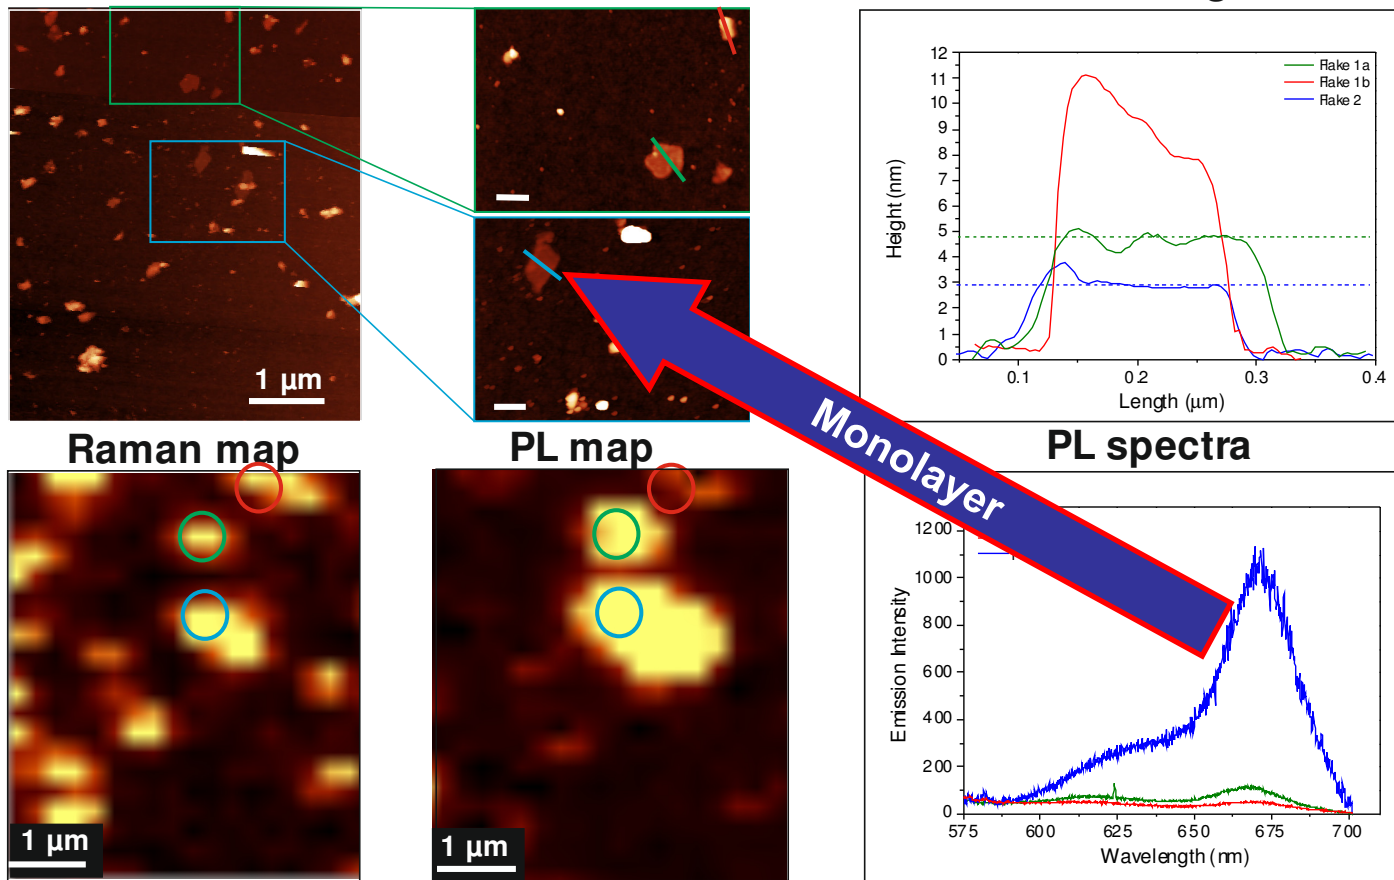 12
11
10
9
8
7
6
5
4
3
2
1
0
Height (nm)
0.1
0.2
0.3
0.4
Length (μm)
Flake 1a
Flake 1b
Flake 2
1 μm
Raman map
PL map
Monolayer
PL spectra
1 μm
1 μm
1200
1000
800
600
400
200
0
Emission Intensity
575
600
625
650
675
700
Wavelength (nm)